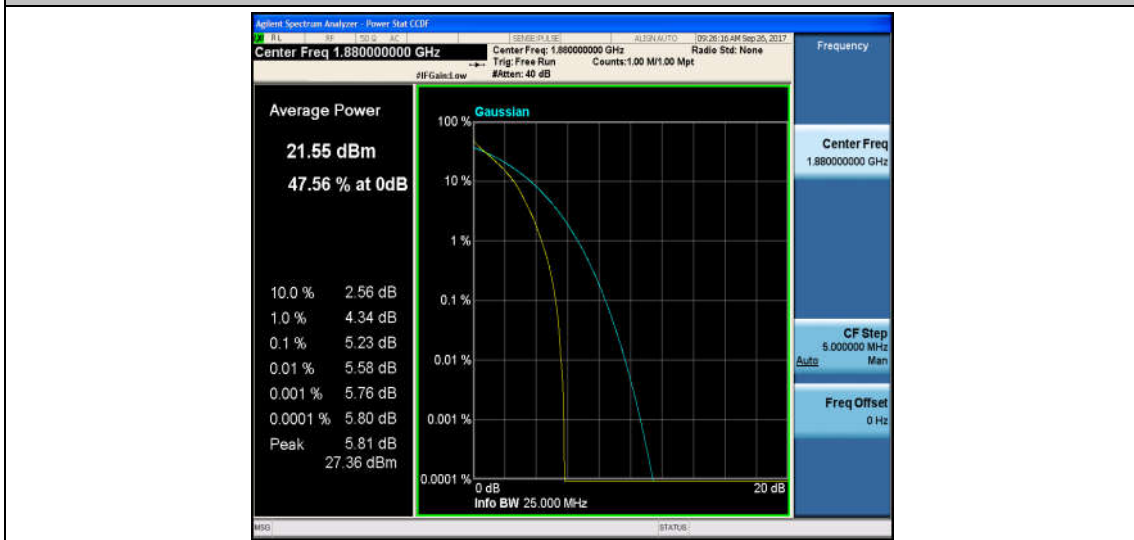 Agilent Spectrum Analyzer - Power Stat CCDF
RL RF 50 Ω AC SENSE:PULSE ALIGN AUTO 09:26:16 AM Sep 26, 2017
Center Freq 1.880000000 GHz
#IFGain:Low
Center Freq: 1.880000000 GHz
Trig: Free Run Counts:1.00 M/1.00 Mpt
#Atten: 40 dB
Radio Std: None
Average Power
21.55 dBm
47.56 % at 0dB
10.0 % 2.56 dB
1.0 % 4.34 dB
0.1 % 5.23 dB
0.01 % 5.58 dB
0.001 % 5.76 dB
0.0001 % 5.80 dB
Peak 5.81 dB
27.36 dBm
Gaussian
100 %
10 %
1 %
0.1 %
0.01 %
0.001 %
0.0001 %
0 dB 20 dB
Info BW 25.000 MHz
Frequency
Center Freq
1.880000000 GHz
CF Step
5.000000 MHz
Auto Man
Freq Offset
0 Hz
MSG STATUS